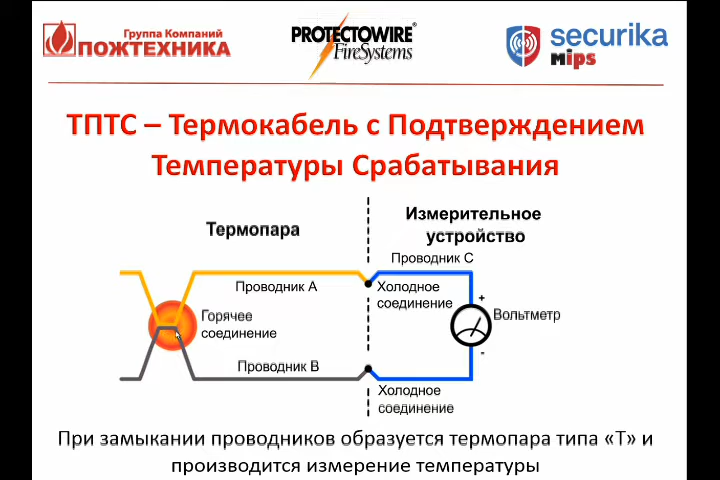 Группа Компаний
ПОЖТЕХНИКА
PROTECTOWIRE®
FireSystems
securika
мips
ТПТС – Термокабель с Подтверждением
Температуры Срабатывания
Термопара
Измерительное
устройство
Проводник С
Проводник А
Холодное
соединение
+
Горячее
соединение
Вольтметр
-
Проводник В
Холодное
соединение
При замыкании проводников образуется термопара типа «Т» и
производится измерение температуры